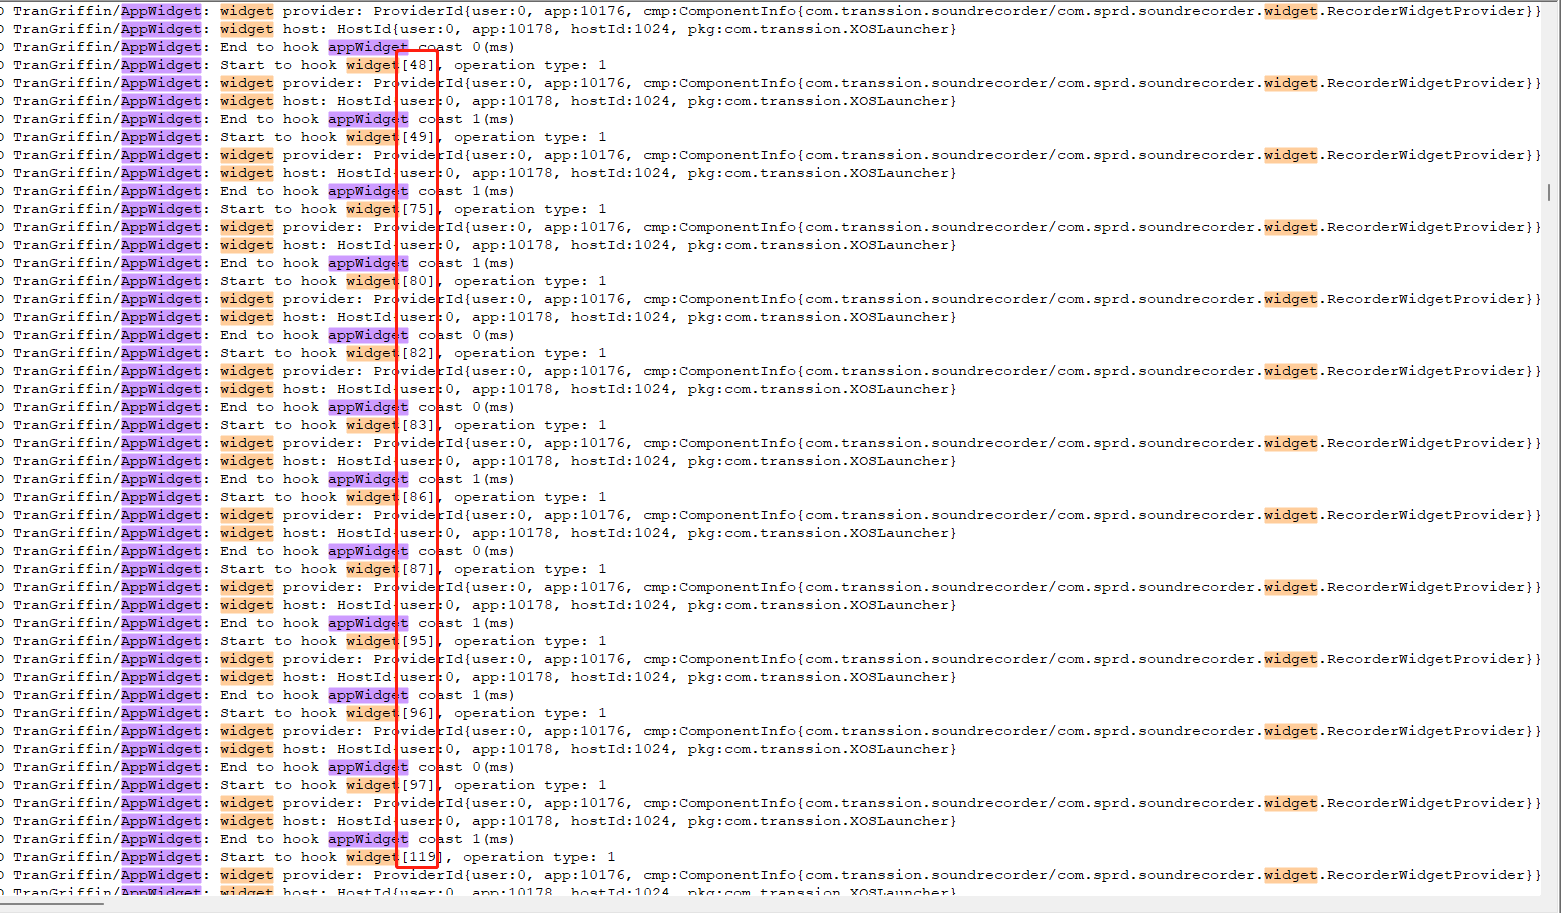 TranGriffin/AppWidget: widget provider: ProviderId{user:0, app:10176, cmp:ComponentInfo{com.transsion.soundrecorder/com.sprd.soundrecorder.widget.RecorderWidgetProvider}}
TranGriffin/AppWidget: widget host: HostId{user:0, app:10178, hostId:1024, pkg:com.transsion.XOSLauncher}
TranGriffin/AppWidget: End to hook appWidget coast 0(ms)
TranGriffin/AppWidget: Start to hook widget[48], operation type: 1
TranGriffin/AppWidget: widget provider: ProviderId{user:0, app:10176, cmp:ComponentInfo{com.transsion.soundrecorder/com.sprd.soundrecorder.widget.RecorderWidgetProvider}}
TranGriffin/AppWidget: widget host: HostId{user:0, app:10178, hostId:1024, pkg:com.transsion.XOSLauncher}
TranGriffin/AppWidget: End to hook appWidget coast 1(ms)
TranGriffin/AppWidget: Start to hook widget[49], operation type: 1
TranGriffin/AppWidget: widget provider: ProviderId{user:0, app:10176, cmp:ComponentInfo{com.transsion.soundrecorder/com.sprd.soundrecorder.widget.RecorderWidgetProvider}}
TranGriffin/AppWidget: widget host: HostId{user:0, app:10178, hostId:1024, pkg:com.transsion.XOSLauncher}
TranGriffin/AppWidget: End to hook appWidget coast 1(ms)
TranGriffin/AppWidget: Start to hook widget[75], operation type: 1
TranGriffin/AppWidget: widget provider: ProviderId{user:0, app:10176, cmp:ComponentInfo{com.transsion.soundrecorder/com.sprd.soundrecorder.widget.RecorderWidgetProvider}}
TranGriffin/AppWidget: widget host: HostId{user:0, app:10178, hostId:1024, pkg:com.transsion.XOSLauncher}
TranGriffin/AppWidget: End to hook appWidget coast 1(ms)
TranGriffin/AppWidget: Start to hook widget[80], operation type: 1
TranGriffin/AppWidget: widget provider: ProviderId{user:0, app:10176, cmp:ComponentInfo{com.transsion.soundrecorder/com.sprd.soundrecorder.widget.RecorderWidgetProvider}}
TranGriffin/AppWidget: widget host: HostId{user:0, app:10178, hostId:1024, pkg:com.transsion.XOSLauncher}
TranGriffin/AppWidget: End to hook appWidget coast 0(ms)
TranGriffin/AppWidget: Start to hook widget[82], operation type: 1
TranGriffin/AppWidget: widget provider: ProviderId{user:0, app:10176, cmp:ComponentInfo{com.transsion.soundrecorder/com.sprd.soundrecorder.widget.RecorderWidgetProvider}}
TranGriffin/AppWidget: widget host: HostId{user:0, app:10178, hostId:1024, pkg:com.transsion.XOSLauncher}
TranGriffin/AppWidget: End to hook appWidget coast 0(ms)
TranGriffin/AppWidget: Start to hook widget[83], operation type: 1
TranGriffin/AppWidget: widget provider: ProviderId{user:0, app:10176, cmp:ComponentInfo{com.transsion.soundrecorder/com.sprd.soundrecorder.widget.RecorderWidgetProvider}}
TranGriffin/AppWidget: widget host: HostId{user:0, app:10178, hostId:1024, pkg:com.transsion.XOSLauncher}
TranGriffin/AppWidget: End to hook appWidget coast 1(ms)
TranGriffin/AppWidget: Start to hook widget[86], operation type: 1
TranGriffin/AppWidget: widget provider: ProviderId{user:0, app:10176, cmp:ComponentInfo{com.transsion.soundrecorder/com.sprd.soundrecorder.widget.RecorderWidgetProvider}}
TranGriffin/AppWidget: widget host: HostId{user:0, app:10178, hostId:1024, pkg:com.transsion.XOSLauncher}
TranGriffin/AppWidget: End to hook appWidget coast 0(ms)
TranGriffin/AppWidget: Start to hook widget[87], operation type: 1
TranGriffin/AppWidget: widget provider: ProviderId{user:0, app:10176, cmp:ComponentInfo{com.transsion.soundrecorder/com.sprd.soundrecorder.widget.RecorderWidgetProvider}}
TranGriffin/AppWidget: widget host: HostId{user:0, app:10178, hostId:1024, pkg:com.transsion.XOSLauncher}
TranGriffin/AppWidget: End to hook appWidget coast 1(ms)
TranGriffin/AppWidget: Start to hook widget[95], operation type: 1
TranGriffin/AppWidget: widget provider: ProviderId{user:0, app:10176, cmp:ComponentInfo{com.transsion.soundrecorder/com.sprd.soundrecorder.widget.RecorderWidgetProvider}}
TranGriffin/AppWidget: widget host: HostId{user:0, app:10178, hostId:1024, pkg:com.transsion.XOSLauncher}
TranGriffin/AppWidget: End to hook appWidget coast 1(ms)
TranGriffin/AppWidget: Start to hook widget[96], operation type: 1
TranGriffin/AppWidget: widget provider: ProviderId{user:0, app:10176, cmp:ComponentInfo{com.transsion.soundrecorder/com.sprd.soundrecorder.widget.RecorderWidgetProvider}}
TranGriffin/AppWidget: widget host: HostId{user:0, app:10178, hostId:1024, pkg:com.transsion.XOSLauncher}
TranGriffin/AppWidget: End to hook appWidget coast 0(ms)
TranGriffin/AppWidget: Start to hook widget[97], operation type: 1
TranGriffin/AppWidget: widget provider: ProviderId{user:0, app:10176, cmp:ComponentInfo{com.transsion.soundrecorder/com.sprd.soundrecorder.widget.RecorderWidgetProvider}}
TranGriffin/AppWidget: widget host: HostId{user:0, app:10178, hostId:1024, pkg:com.transsion.XOSLauncher}
TranGriffin/AppWidget: End to hook appWidget coast 1(ms)
TranGriffin/AppWidget: Start to hook widget[119], operation type: 1
TranGriffin/AppWidget: widget provider: ProviderId{user:0, app:10176, cmp:ComponentInfo{com.transsion.soundrecorder/com.sprd.soundrecorder.widget.RecorderWidgetProvider}}
TranGriffin/AppWidget: widget host: HostId{user:0, app:10178, hostId:1024, pkg:com.transsion.XOSLauncher}